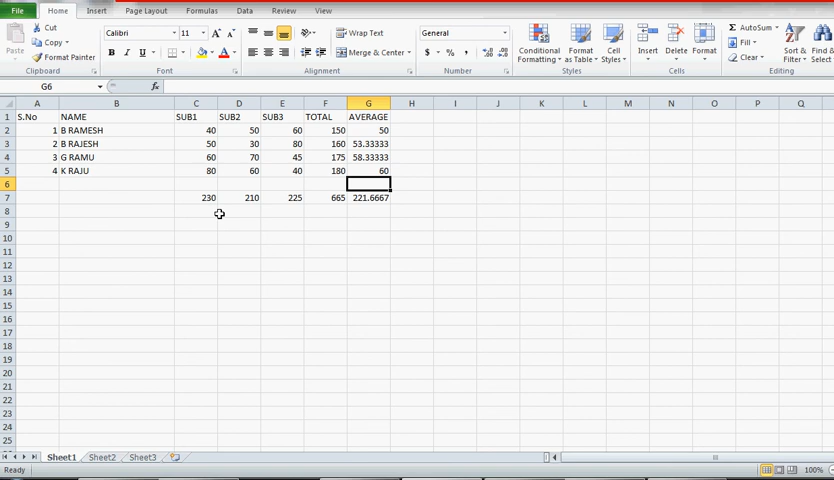 File Home Insert Page Layout Formulas Data Review View
Cut
Copy
Format Painter
Paste
Clipboard
Calibri 11 A A
B I U A
Font
Wrap Text
Merge & Center
Alignment
General
$ % ,
Number
Conditional Formatting
Format as Table
Cell Styles
Styles
Insert Delete Format
Cells
Σ AutoSum
Fill
Clear
Sort & Filter
Find & Select
G6 fx
A B C D E F G H I J K L M N O P Q
1 S.No NAME SUB1 SUB2 SUB3 TOTAL AVERAGE
2 1 B RAMESH 40 50 60 150 50
3 2 B RAJESH 50 30 80 160 53.33333
4 3 G RAMU 60 70 45 175 58.33333
5 4 K RAJU 80 60 40 180 60
6
7 230 210 225 665 221.6667
8
9
10
11
12
13
14
15
16
17
18
19
20
21
22
23
24
25
Sheet1 Sheet2 Sheet3
Ready 100%